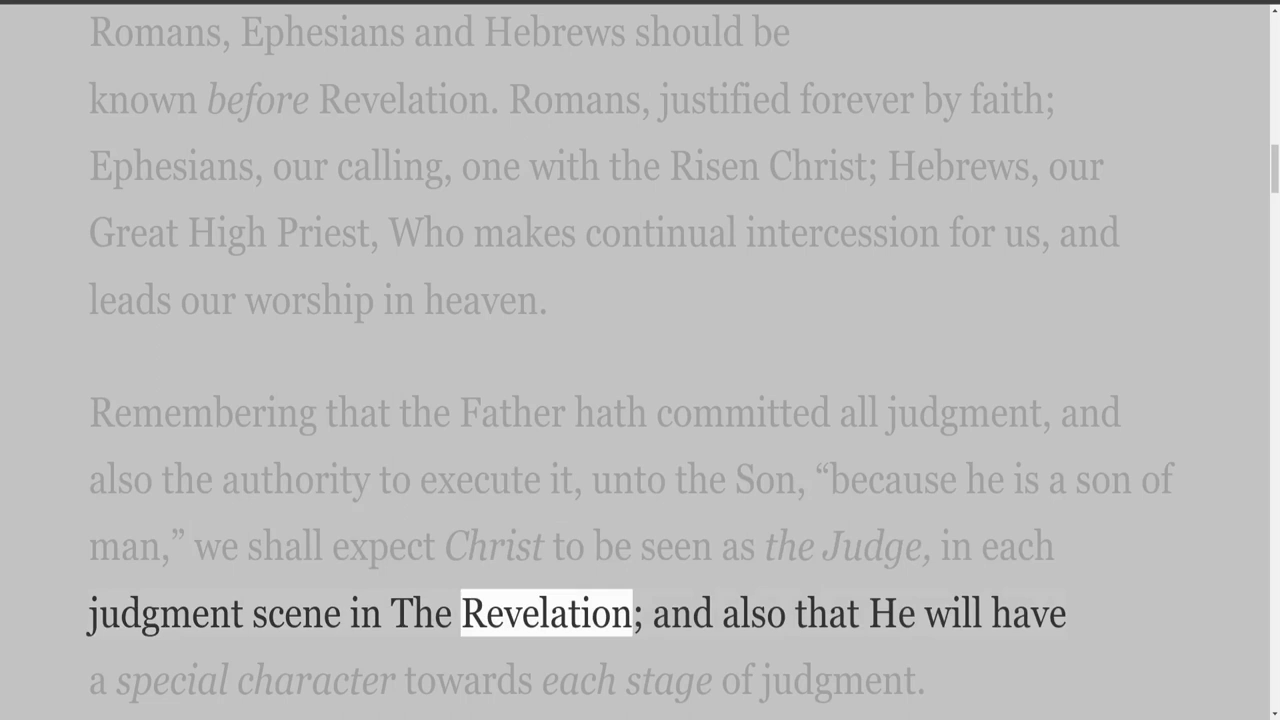 Romans, Ephesians and Hebrews should be
known before Revelation. Romans, justified forever by faith;
Ephesians, our calling, one with the Risen Christ; Hebrews, our
Great High Priest, Who makes continual intercession for us, and
leads our worship in heaven.
Remembering that the Father hath committed all judgment, and
also the authority to execute it, unto the Son, “because he is a son of
man,” we shall expect Christ to be seen as the Judge, in each
judgment scene in The Revelation; and also that He will have
a special character towards each stage of judgment.